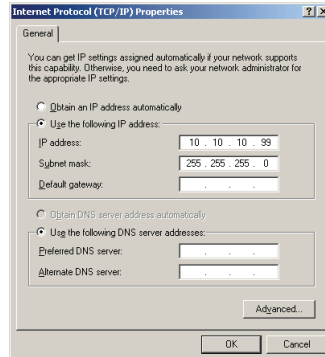 Internet Protocol (TCP/IP) Properties
General
You can get IP settings assigned automatically if your network supports
this capability. Otherwise, you need to ask your network administrator for
the appropriate IP settings.
Obtain an IP address automatically
Use the following IP address:
IP address: 10 . 10 . 10 . 99
Subnet mask: 255 . 255 . 255 . 0
Default gateway: . . .
Obtain DNS server address automatically
Use the following DNS server addresses:
Preferred DNS server: . . .
Alternate DNS server: . . .
Advanced...
OK Cancel